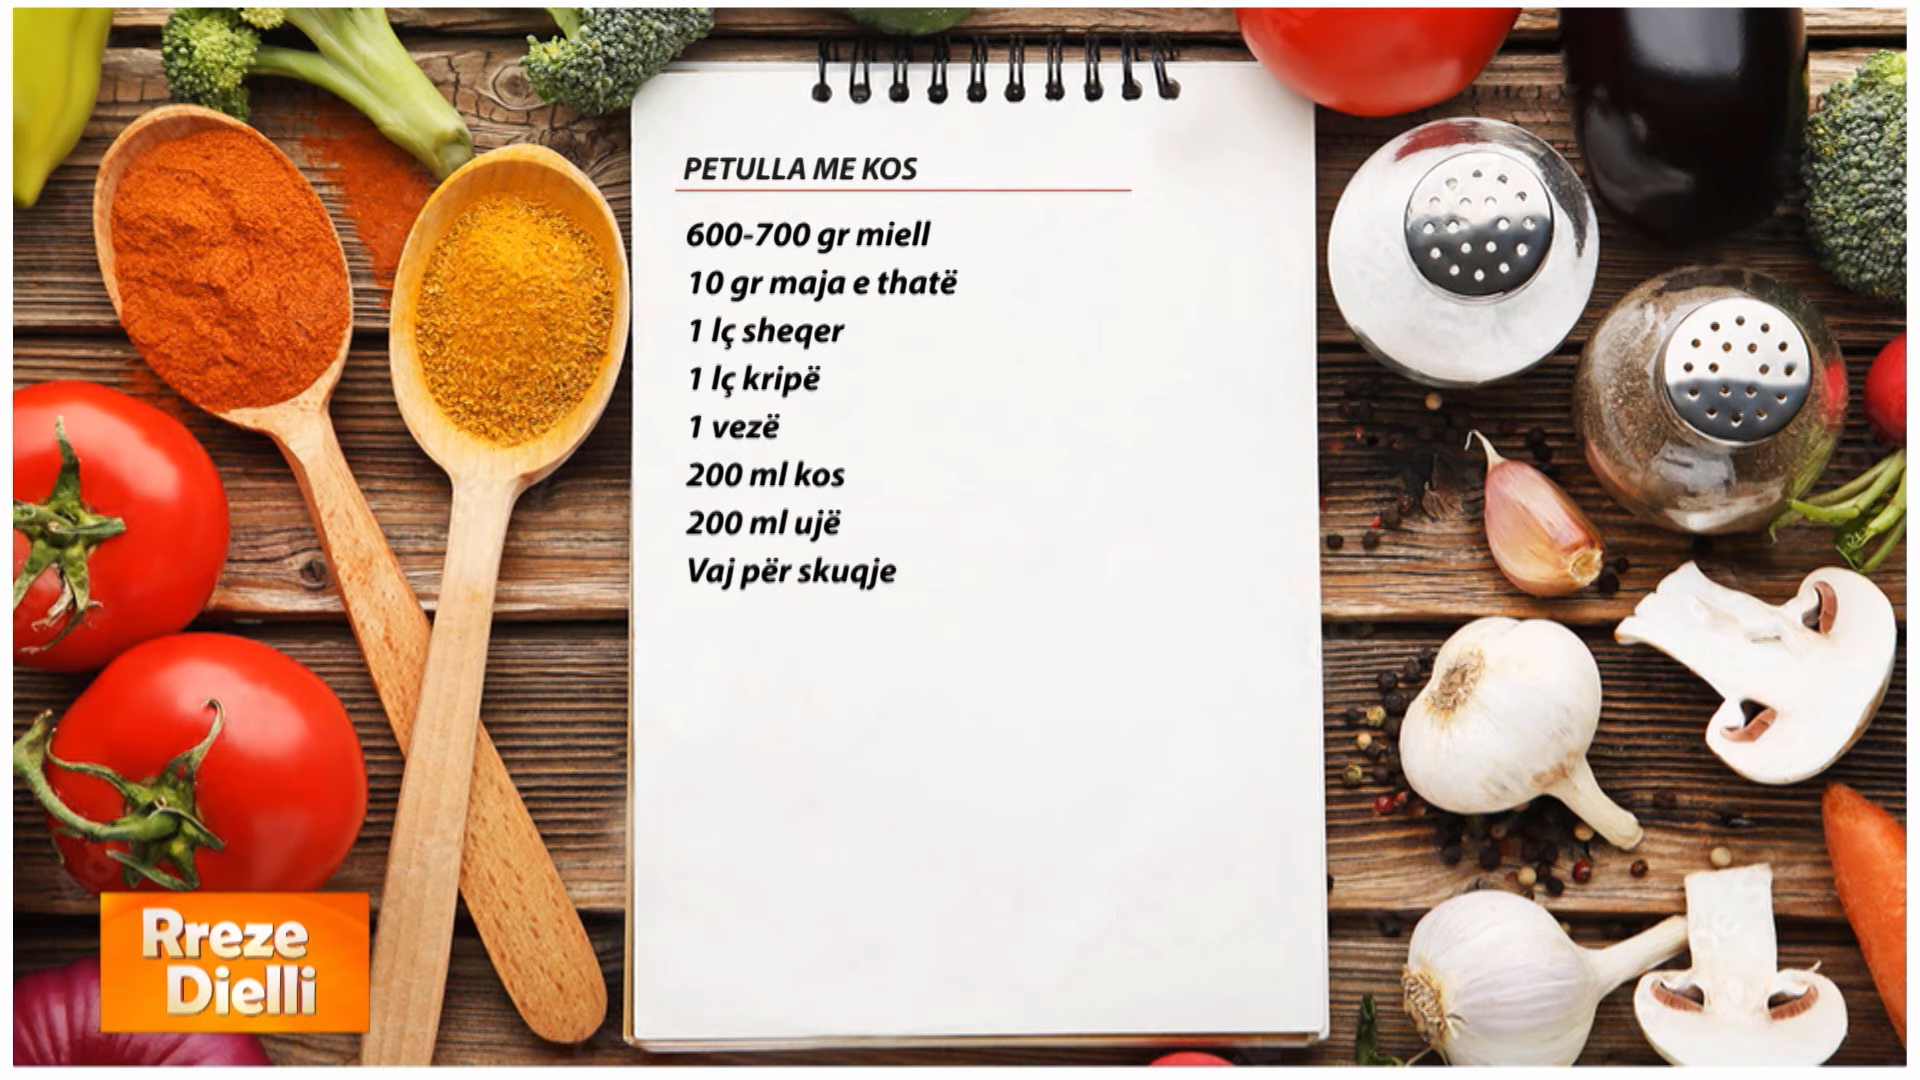 PETULLA ME KOS
600-700 gr miell
10 gr maja e thatë
1 lç sheqer
1 lç kripë
1 vezë
200 ml kos
200 ml ujë
Vaj për skuqje
Rreze
Dielli